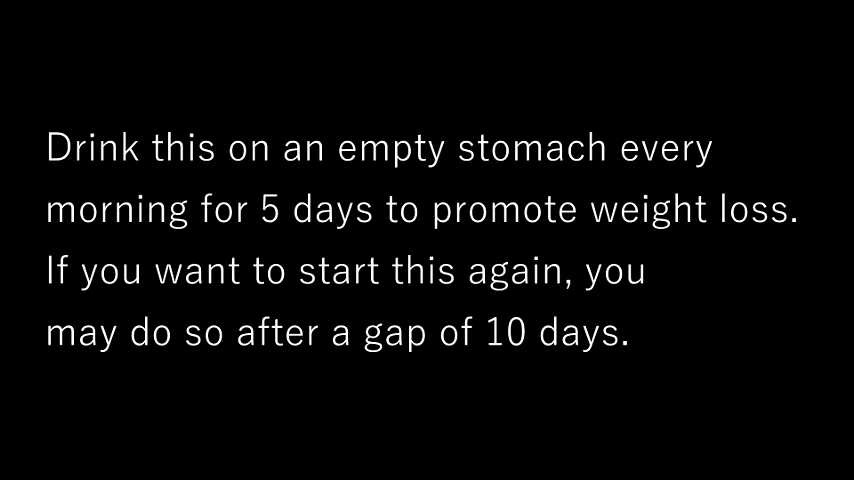 Drink this on an empty stomach every
morning for 5 days to promote weight loss.
If you want to start this again, you
may do so after a gap of 10 days.